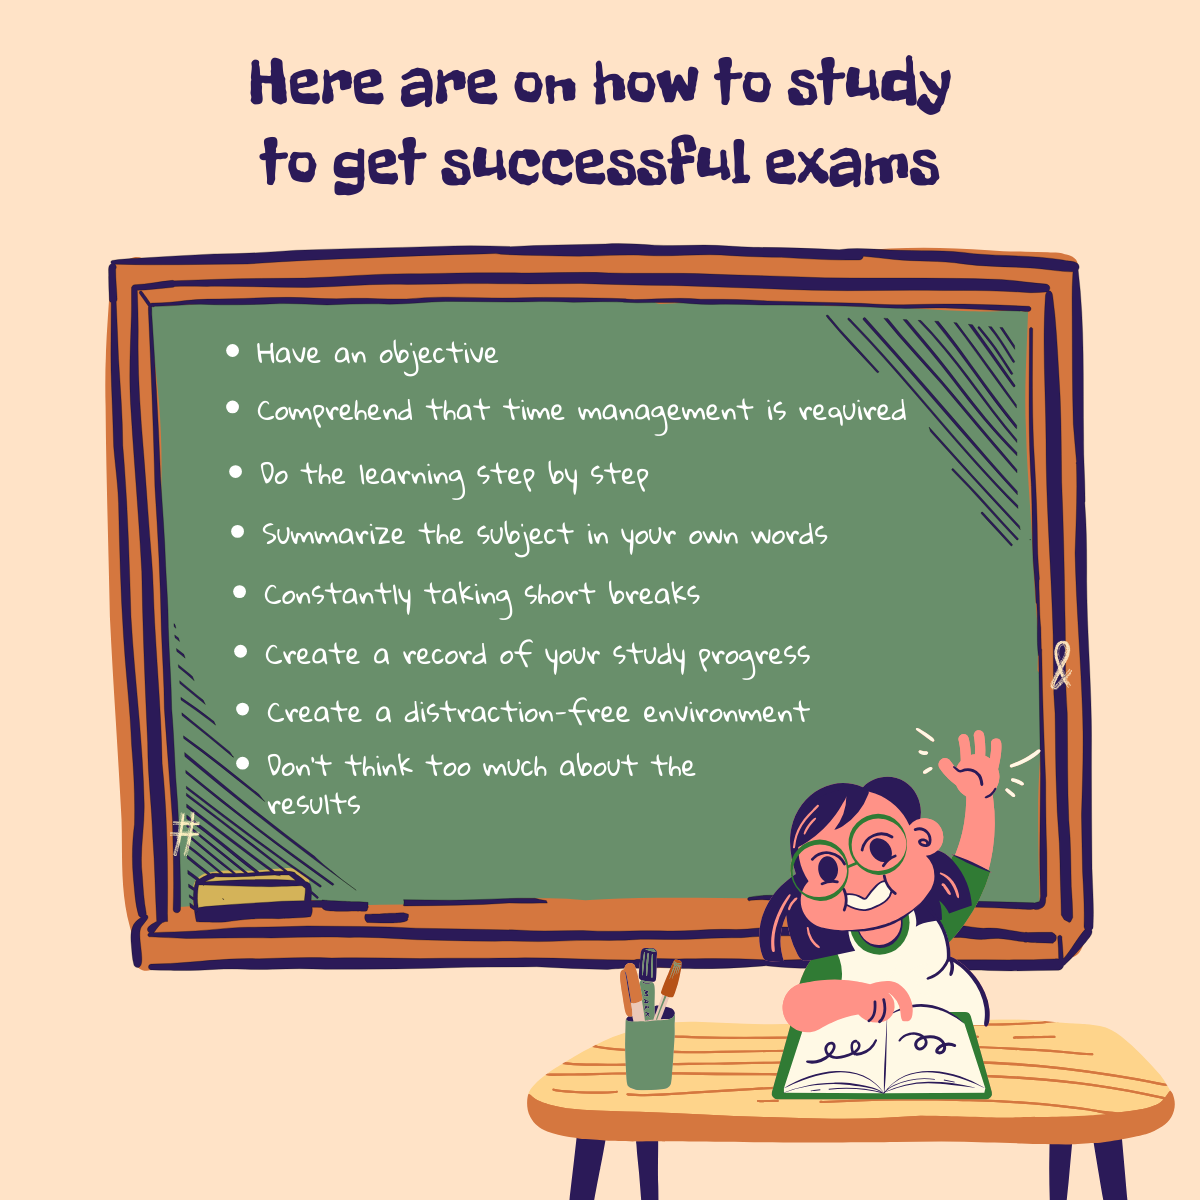 Here are on how to study
to get successful exams
Have an objective
Comprehend that time management is required
Do the learning step by step
Summarize the subject in your own words
Constantly taking short breaks
Create a record of your study progress
Create a distraction-free environment
Don't think too much about the
results
&
#